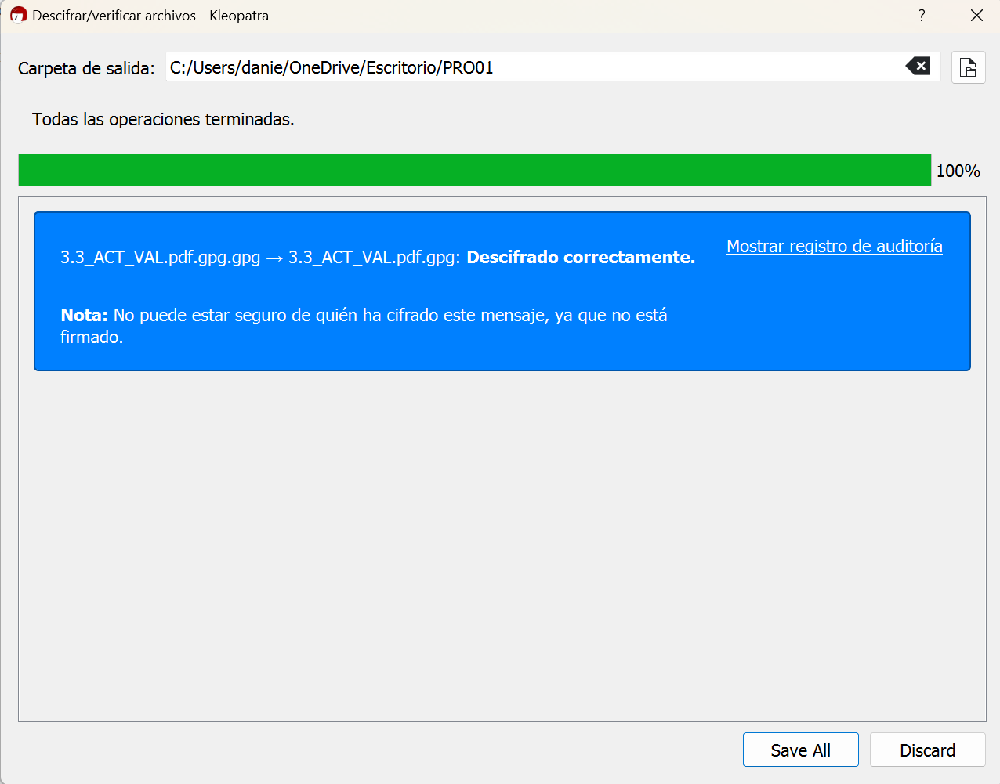 Descifrar/verificar archivos - Kleopatra
?
Carpeta de salida: C:/Users/danie/OneDrive/Escritorio/PRO01
Todas las operaciones terminadas.
100%
3.3_ACT_VAL.pdf.gpg.gpg → 3.3_ACT_VAL.pdf.gpg: Descifrado correctamente.
Mostrar registro de auditoría
Nota: No puede estar seguro de quién ha cifrado este mensaje, ya que no está
firmado.
Save All
Discard